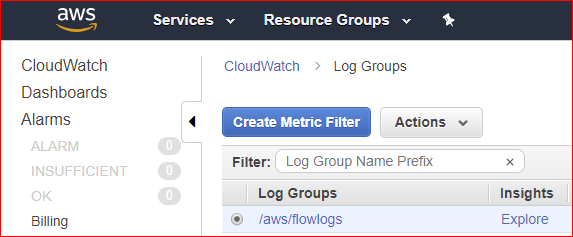 aws Services Resource Groups
CloudWatch
Dashboards
Alarms
ALARM 0
INSUFFICIENT 0
OK 0
Billing
CloudWatch > Log Groups
Create Metric Filter Actions
Filter: Log Group Name Prefix ×
Log Groups Insights
/aws/flowlogs Explore